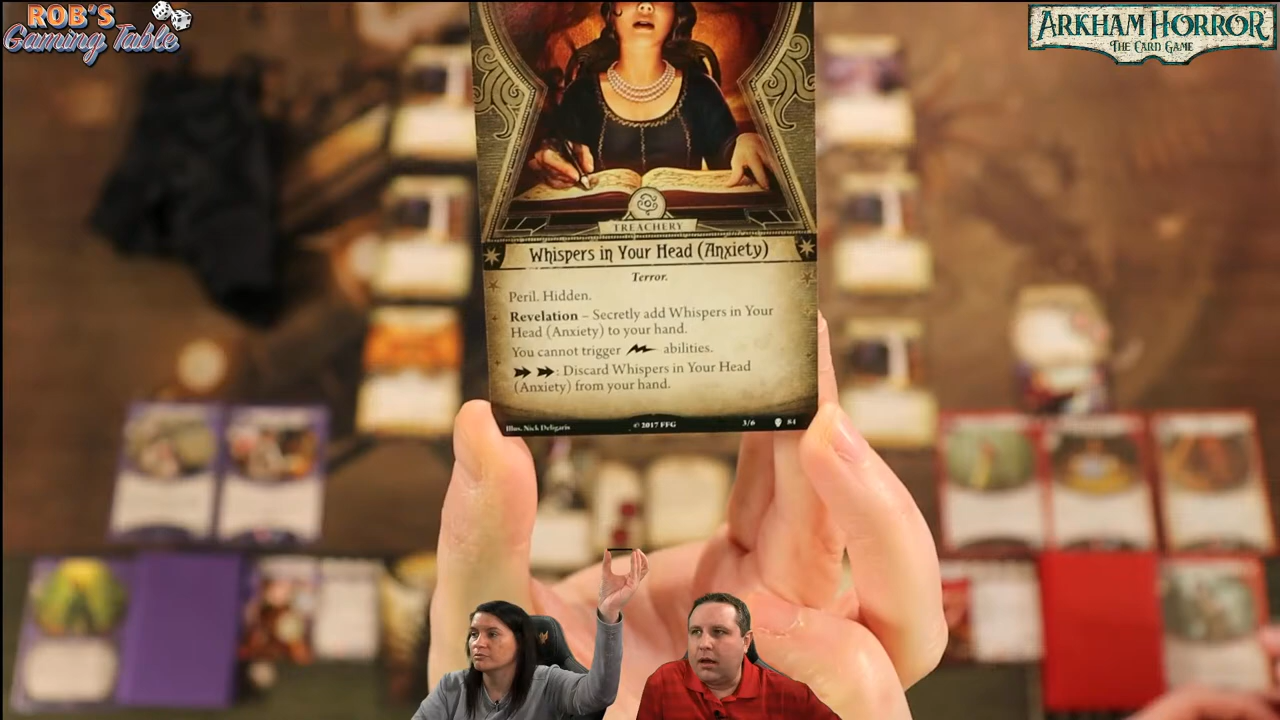 ROB'S
Gaming Table
ARKHAM HORROR
THE CARD GAME
TREACHERY
Whispers in Your Head (Anxiety)
Terror.
Peril. Hidden.
Revelation – Secretly add Whispers in Your
Head (Anxiety) to your hand.
You cannot trigger abilities.
: Discard Whispers in Your Head
(Anxiety) from your hand.
Illus. Nick Deligaris © 2017 FFG 3/6 84